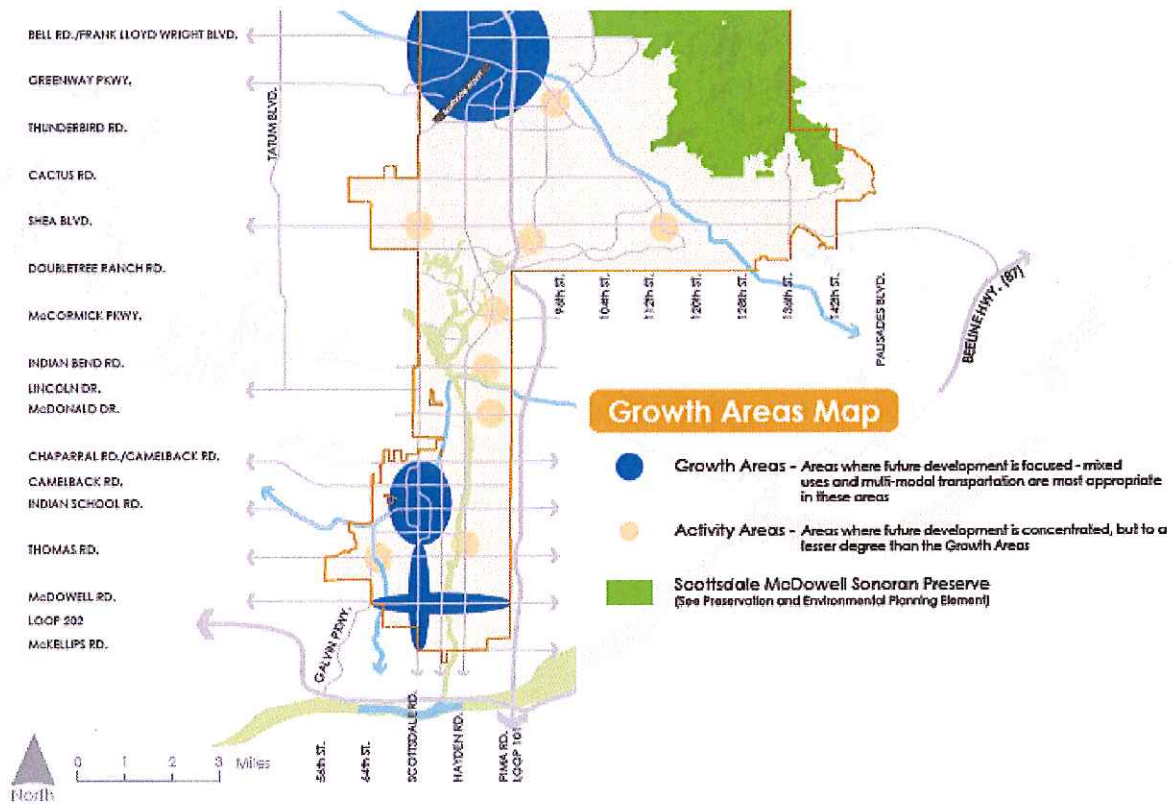 BELL RD./FRANK LLOYD WRIGHT BLVD.
GREENWAY PKWY.
THUNDERBIRD RD.
CACTUS RD.
SHEA BLVD.
DOUBLETREE RANCH RD.
McCORMICK PKWY.
INDIAN BEND RD.
LINCOLN DR.
McDONALD DR.
CHAPARRAL RD./CAMELBACK RD.
CAMELBACK RD.
INDIAN SCHOOL RD.
THOMAS RD.
McDOWELL RD.
LOOP 202
McKELLIPS RD.
TATUM BLVD.
96th ST.
104th ST.
112th ST.
120th ST.
128th ST.
136th ST.
142th ST.
PALISADES BLVD.
BEELINE HWY. (87)
Growth Areas Map
Growth Areas - Areas where future development is focused - mixed
uses and multi-modal transportation are most appropriate
in these areas
Activity Areas - Areas where future development is concentrated, but to a
lesser degree than the Growth Areas
Scottsdale McDowell Sonoran Preserve
(See Preservation and Environmental Planning Element)
GALVIN PKWY.
56th ST.
64th ST.
SCOTTSDALE RD.
HAYDEN RD.
PIMA RD.
LOOP 101
0 1 2 3 Miles
North